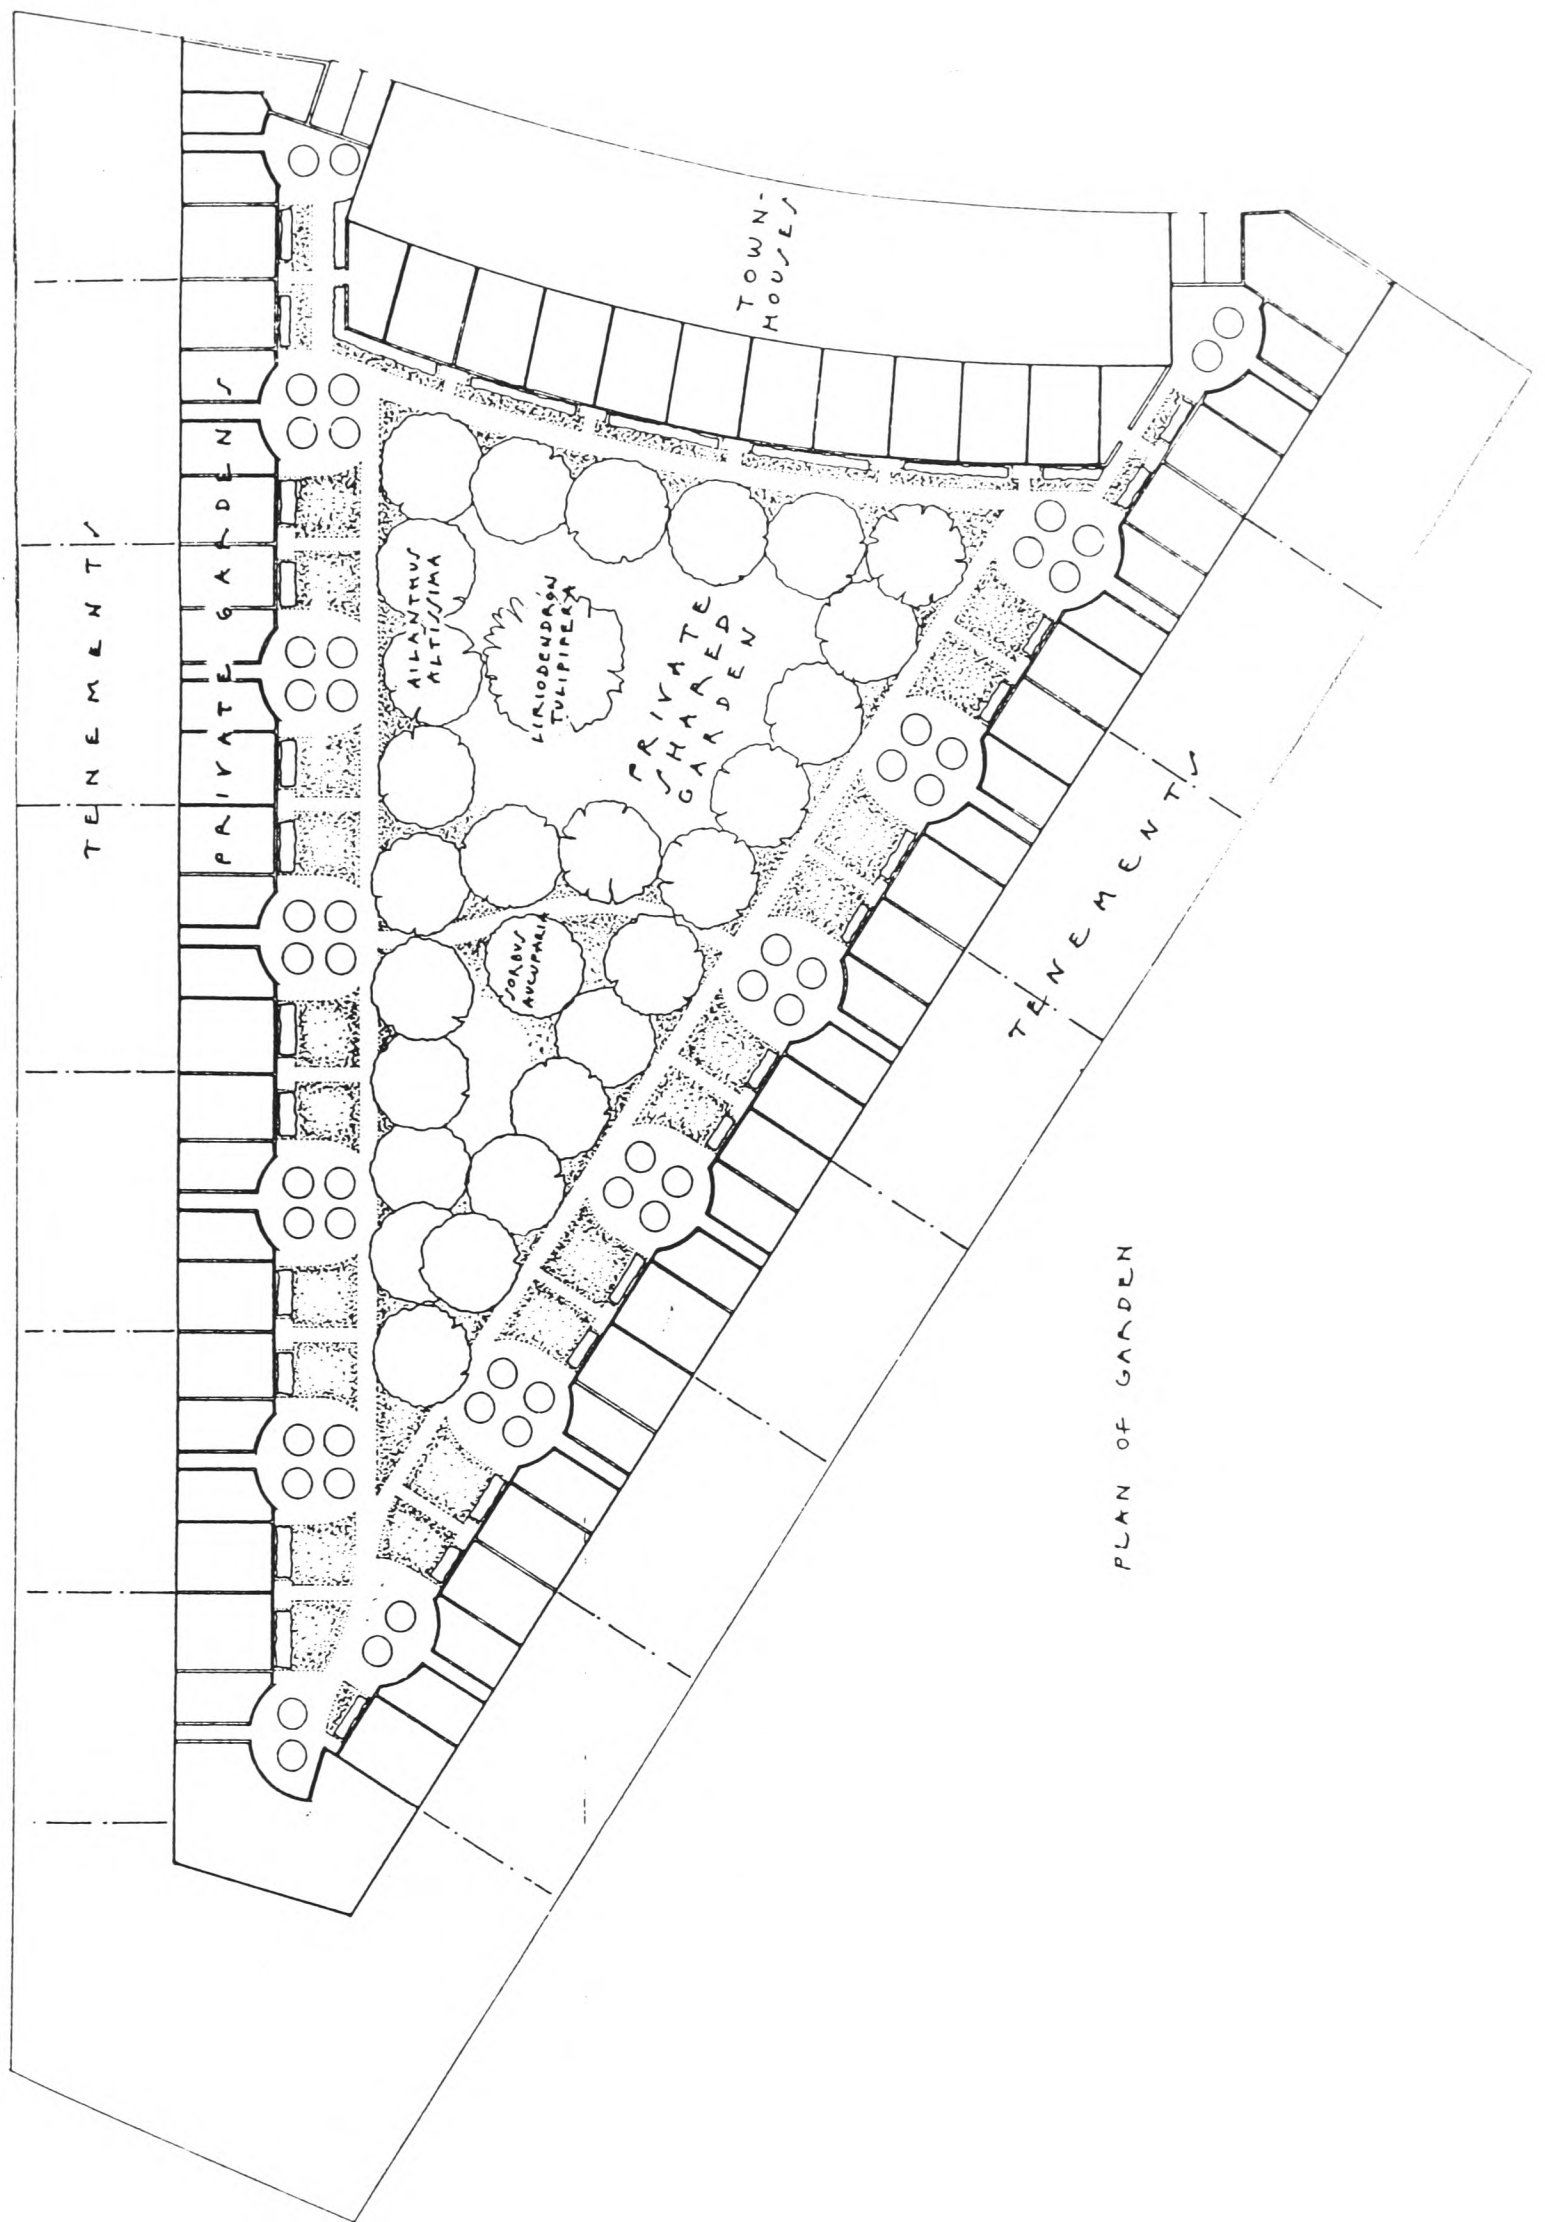 TENEMENTS
PRIVATE GARDENS
TOWN-
HOUSES
AILANTHUS
ALTISSIMA
LIRIODENDRON
TULIPIFERA
PRIVATE
SHARED
GARDEN
SORBUS
AUCUPARIA
TENEMENTS
PLAN OF GARDEN